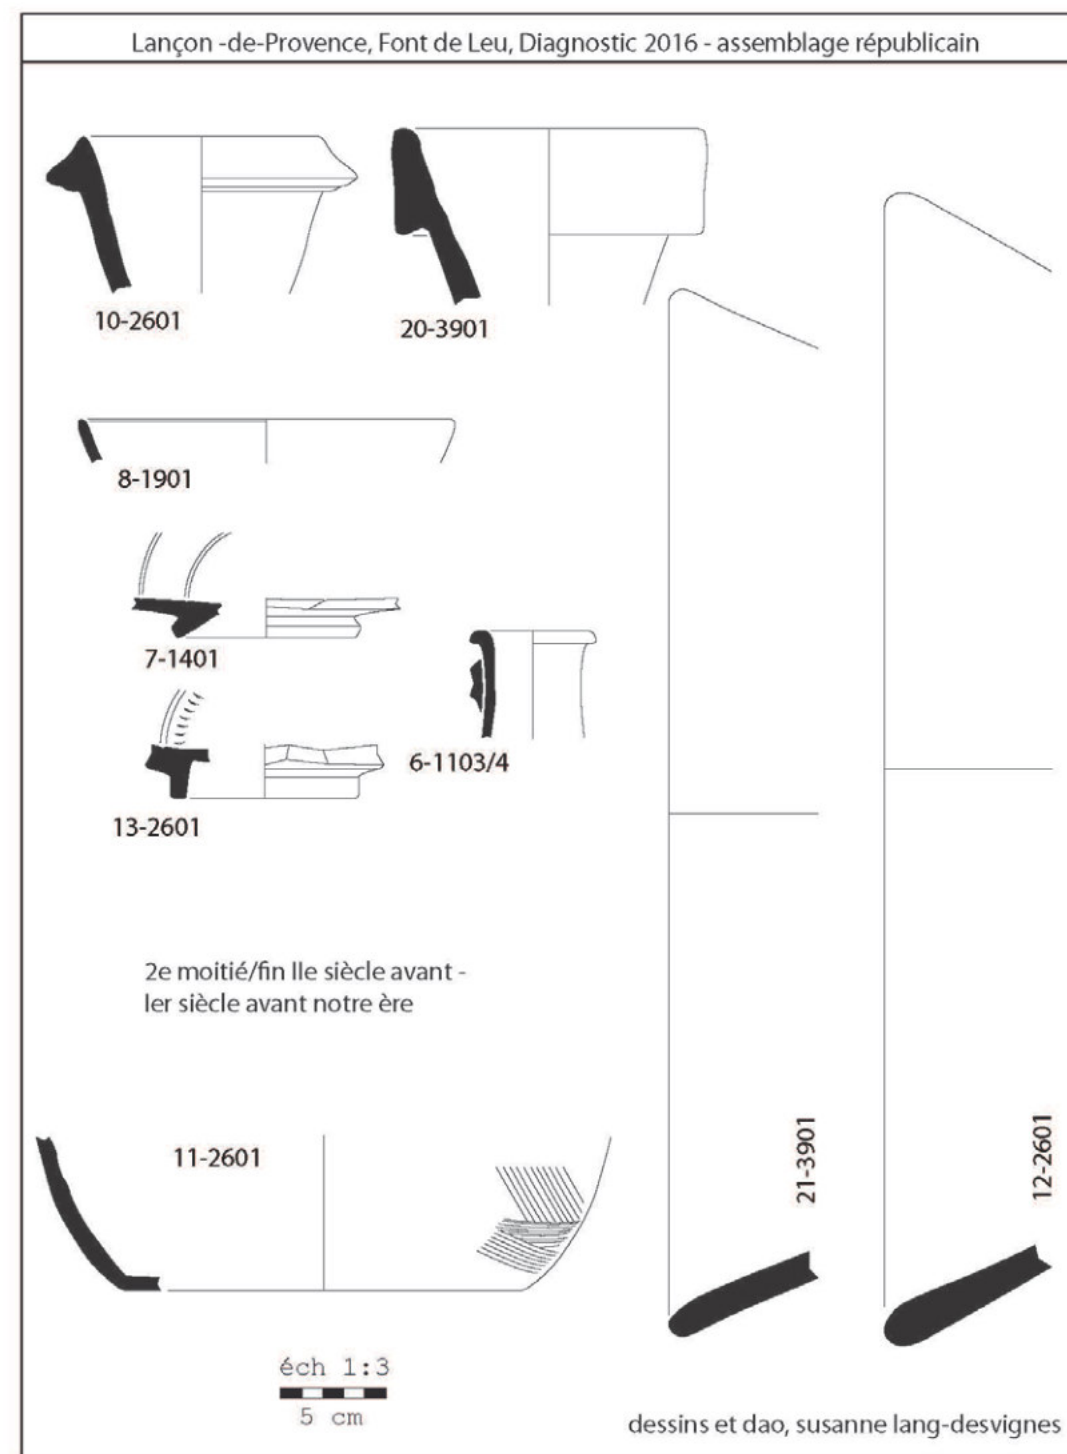 Lançon -de-Provence, Font de Leu, Diagnostic 2016 - assemblage républicain
10-2601
20-3901
8-1901
7-1401
6-1103/4
13-2601
2e moitié/fin IIe siècle avant -
Ier siècle avant notre ère
11-2601
21-3901
12-2601
éch 1:3
5 cm
dessins et dao, susanne lang-desvignes